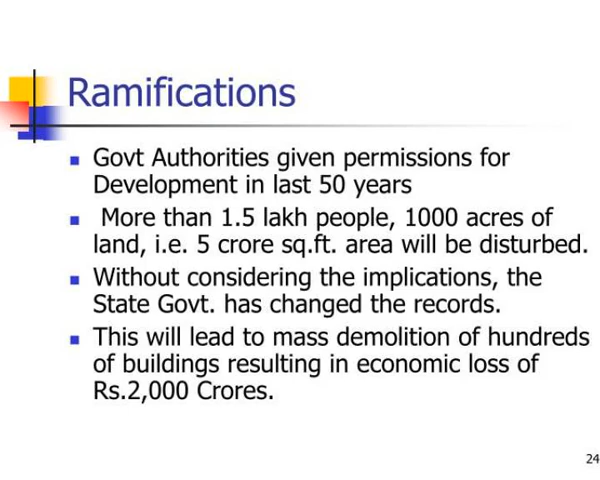 Ramifications
Govt Authorities given permissions for
Development in last 50 years
More than 1.5 lakh people, 1000 acres of
land, i.e. 5 crore sq.ft. area will be disturbed.
Without considering the implications, the
State Govt. has changed the records.
This will lead to mass demolition of hundreds
of buildings resulting in economic loss of
Rs.2,000 Crores.
24